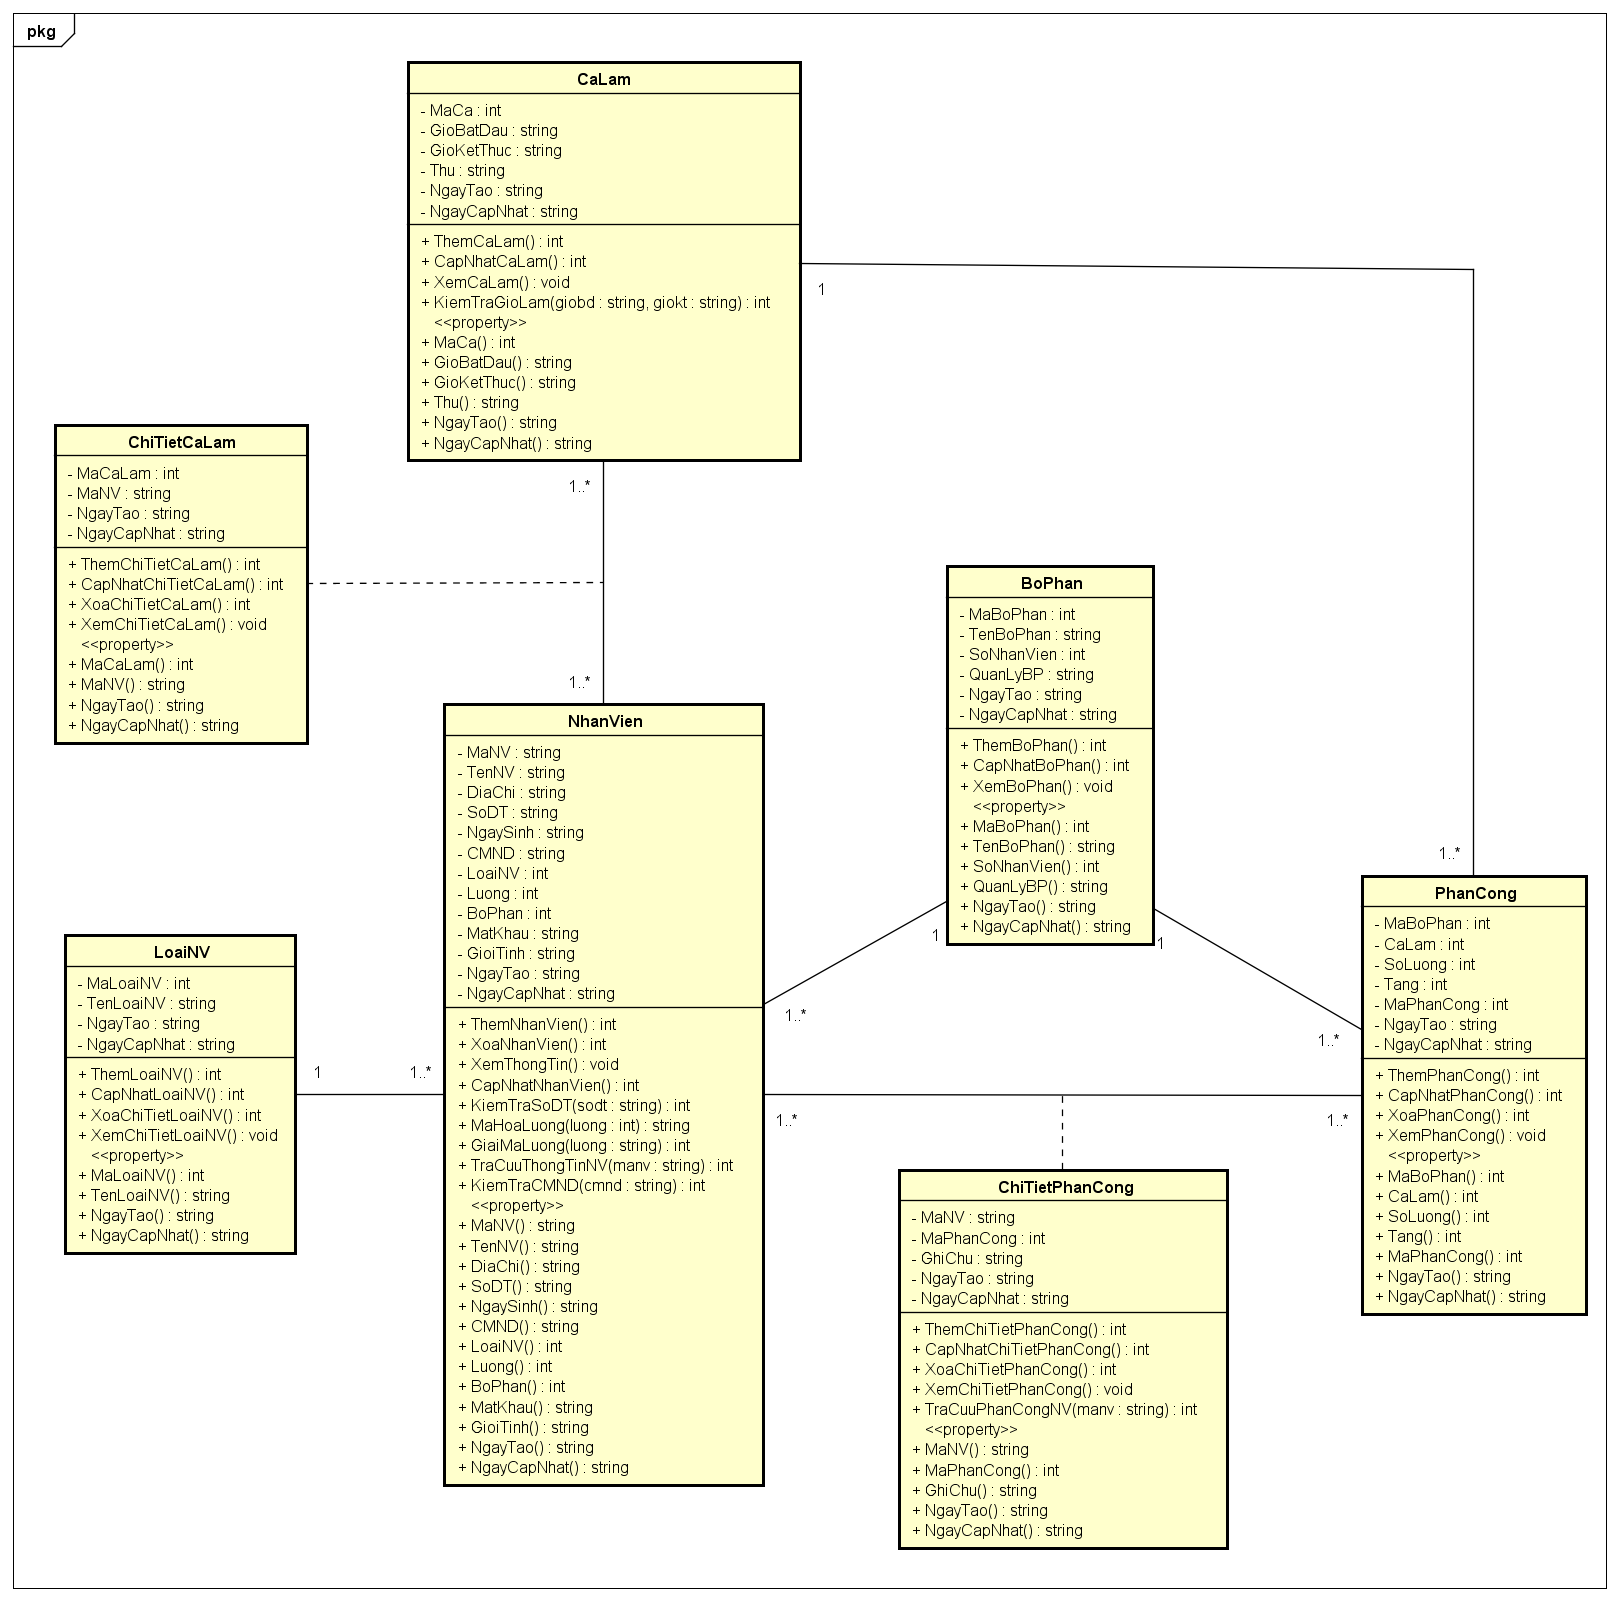 pkg
CaLam
- MaCa : int
- GioBatDau : string
- GioKetThuc : string
- Thu : string
- NgayTao : string
- NgayCapNhat : string
+ ThemCaLam() : int
+ CapNhatCaLam() : int
+ XemCaLam() : void
+ KiemTraGioLam(giobd : string, giokt : string) : int
<<property>>
+ MaCa() : int
+ GioBatDau() : string
+ GioKetThuc() : string
+ Thu() : string
+ NgayTao() : string
+ NgayCapNhat() : string
1
1..*
ChiTietCaLam
- MaCaLam : int
- MaNV : string
- NgayTao : string
- NgayCapNhat : string
+ ThemChiTietCaLam() : int
+ CapNhatChiTietCaLam() : int
+ XoaChiTietCaLam() : int
+ XemChiTietCaLam() : void
<<property>>
+ MaCaLam() : int
+ MaNV() : string
+ NgayTao() : string
+ NgayCapNhat() : string
1..*
BoPhan
- MaBoPhan : int
- TenBoPhan : string
- SoNhanVien : int
- QuanLyBP : string
- NgayTao : string
- NgayCapNhat : string
+ ThemBoPhan() : int
+ CapNhatBoPhan() : int
+ XemBoPhan() : void
<<property>>
+ MaBoPhan() : int
+ TenBoPhan() : string
+ SoNhanVien() : int
+ QuanLyBP() : string
+ NgayTao() : string
+ NgayCapNhat() : string
1
1
NhanVien
- MaNV : string
- TenNV : string
- DiaChi : string
- SoDT : string
- NgaySinh : string
- CMND : string
- LoaiNV : int
- Luong : int
- BoPhan : int
- MatKhau : string
- GioiTinh : string
- NgayTao : string
- NgayCapNhat : string
+ ThemNhanVien() : int
+ XoaNhanVien() : int
+ XemThongTin() : void
+ CapNhatNhanVien() : int
+ KiemTraSoDT(sodt : string) : int
+ MaHoaLuong(luong : int) : string
+ GiaiMaLuong(luong : string) : int
+ TraCuuThongTinNV(manv : string) : int
+ KiemTraCMND(cmnd : string) : int
<<property>>
+ MaNV() : string
+ TenNV() : string
+ DiaChi() : string
+ SoDT() : string
+ NgaySinh() : string
+ CMND() : string
+ LoaiNV() : int
+ Luong() : int
+ BoPhan() : int
+ MatKhau() : string
+ GioiTinh() : string
+ NgayTao() : string
+ NgayCapNhat() : string
1..*
1..*
1..*
PhanCong
- MaBoPhan : int
- CaLam : int
- SoLuong : int
- Tang : int
- MaPhanCong : int
- NgayTao : string
- NgayCapNhat : string
+ ThemPhanCong() : int
+ CapNhatPhanCong() : int
+ XoaPhanCong() : int
+ XemPhanCong() : void
<<property>>
+ MaBoPhan() : int
+ CaLam() : int
+ SoLuong() : int
+ Tang() : int
+ MaPhanCong() : int
+ NgayTao() : string
+ NgayCapNhat() : string
LoaiNV
- MaLoaiNV : int
- TenLoaiNV : string
- NgayTao : string
- NgayCapNhat : string
+ ThemLoaiNV() : int
+ CapNhatLoaiNV() : int
+ XoaChiTietLoaiNV() : int
+ XemChiTietLoaiNV() : void
<<property>>
+ MaLoaiNV() : int
+ TenLoaiNV() : string
+ NgayTao() : string
+ NgayCapNhat() : string
1
1..*
1..*
1..*
ChiTietPhanCong
- MaNV : string
- MaPhanCong : int
- GhiChu : string
- NgayTao : string
- NgayCapNhat : string
+ ThemChiTietPhanCong() : int
+ CapNhatChiTietPhanCong() : int
+ XoaChiTietPhanCong() : int
+ XemChiTietPhanCong() : void
+ TraCuuPhanCongNV(manv : string) : int
<<property>>
+ MaNV() : string
+ MaPhanCong() : int
+ GhiChu() : string
+ NgayTao() : string
+ NgayCapNhat() : string